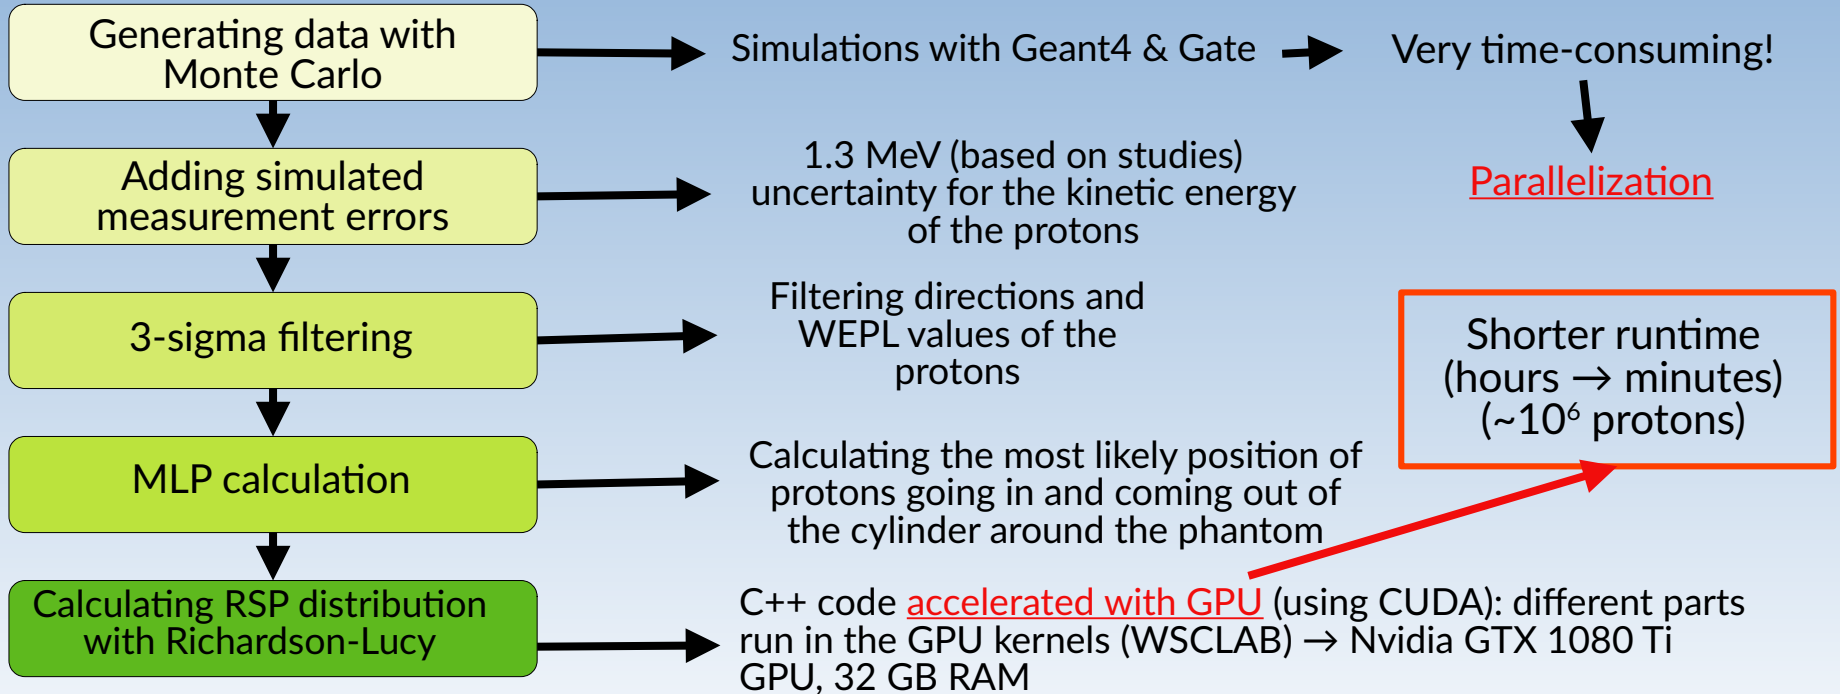 Generating data with
Monte Carlo
Simulations with Geant4 & Gate
Very time-consuming!
Adding simulated
measurement errors
1.3 MeV (based on studies)
uncertainty for the kinetic energy
of the protons
Parallelization
3-sigma filtering
Filtering directions and
WEPL values of the
protons
Shorter runtime
(hours → minutes)
(~10⁶ protons)
MLP calculation
Calculating the most likely position of
protons going in and coming out of
the cylinder around the phantom
Calculating RSP distribution
with Richardson-Lucy
C++ code accelerated with GPU (using CUDA): different parts
run in the GPU kernels (WSCLAB) → Nvidia GTX 1080 Ti
GPU, 32 GB RAM